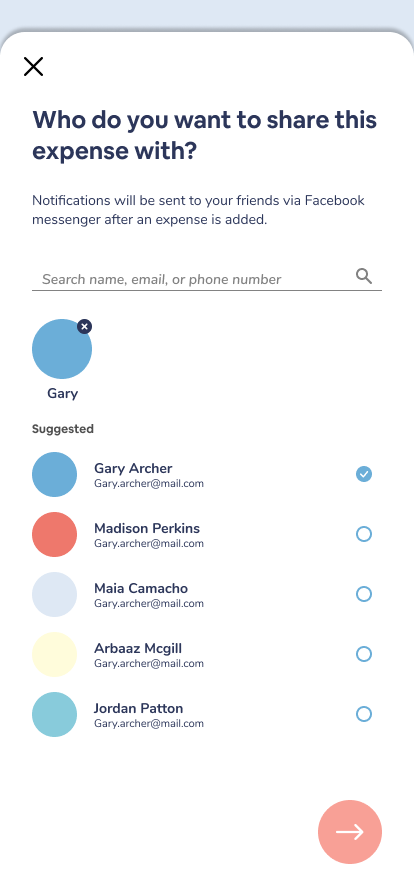 Who do you want to share this
expense with?
Notifications will be sent to your friends via Facebook
messenger after an expense is added.
Search name, email, or phone number
Gary
Suggested
Gary Archer
Gary.archer@mail.com
Madison Perkins
Gary.archer@mail.com
Maia Camacho
Gary.archer@mail.com
Arbaaz Mcgill
Gary.archer@mail.com
Jordan Patton
Gary.archer@mail.com